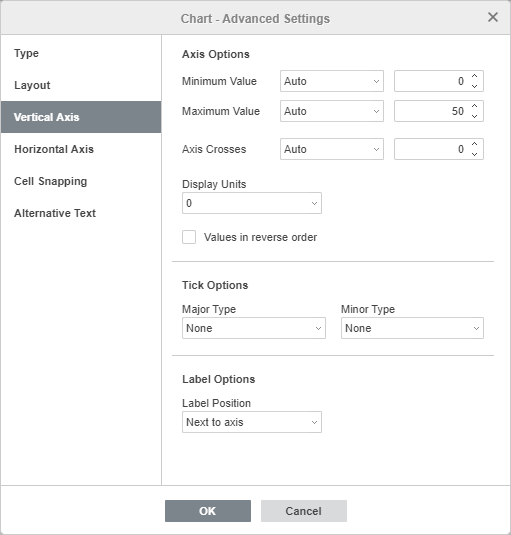 Chart - Advanced Settings
Type
Layout
Vertical Axis
Horizontal Axis
Cell Snapping
Alternative Text
Axis Options
Minimum Value Auto 0
Maximum Value Auto 50
Axis Crosses Auto 0
Display Units
0
Values in reverse order
Tick Options
Major Type Minor Type
None None
Label Options
Label Position
Next to axis
OK Cancel